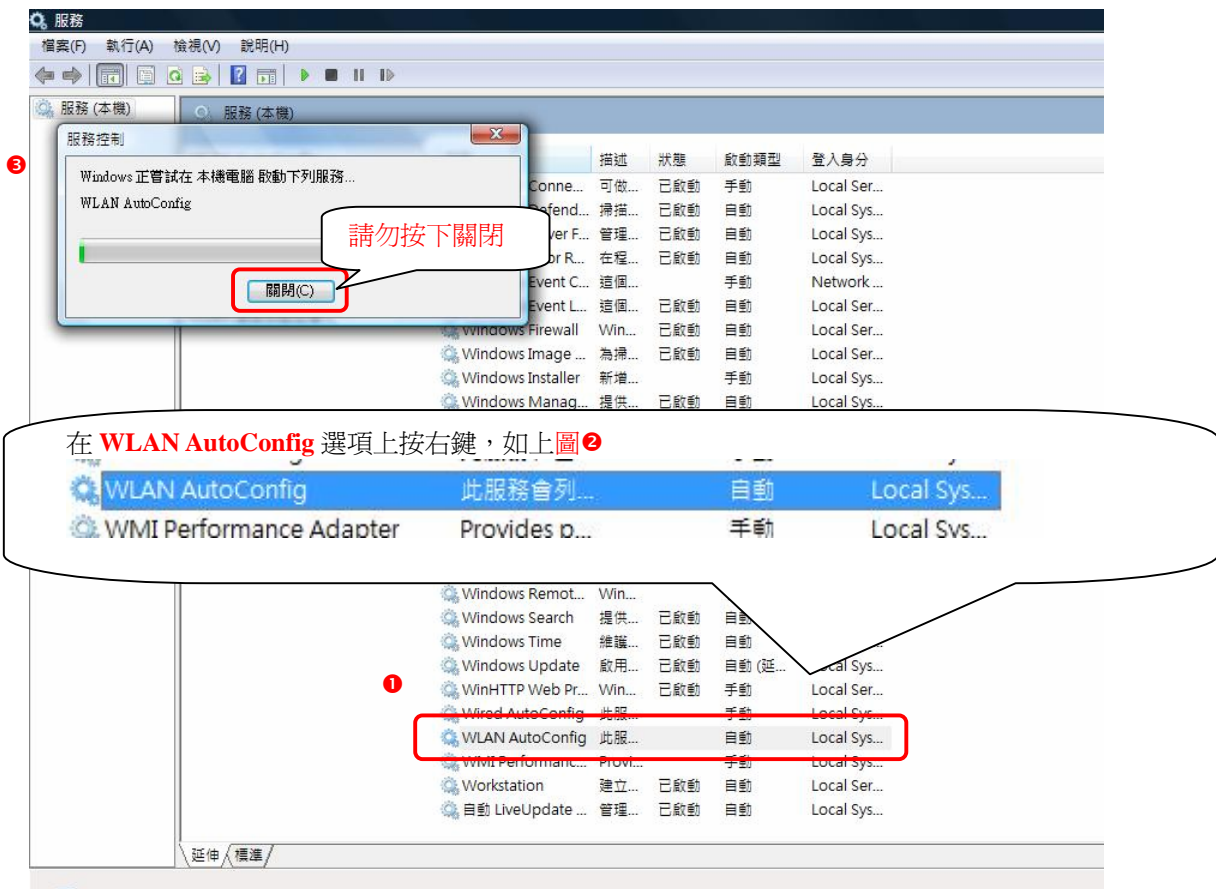 服務
檔案(F) 執行(A) 檢視(V) 說明(H)
服務 (本機)
服務 (本機)
服務控制
❸
Windows 正嘗試在 本機電腦 啟動下列服務...
WLAN AutoConfig
請勿按下關閉
關閉(C)
描述 狀態 啟動類型 登入身分
Conne... 可做... 已啟動 手動 Local Ser...
Defend... 掃描... 已啟動 自動 Local Sys...
ver F... 管理... 已啟動 自動 Local Sys...
or R... 在程... 已啟動 自動 Local Sys...
Event C... 這個... 手動 Network ...
Event L... 這個... 已啟動 自動 Local Ser...
Windows Firewall Win... 已啟動 自動 Local Ser...
Windows Image ... 為掃... 已啟動 自動 Local Ser...
Windows Installer 新增... 手動 Local Sys...
Windows Manag... 提供... 已啟動 自動 Local Sys...
在 WLAN AutoConfig 選項上按右鍵，如上圖❷
WLAN AutoConfig 此服務會列... 自動 Local Sys...
WMI Performance Adapter Provides p... 手動 Local Sys...
Windows Remot... Win...
Windows Search 提供... 已啟動 自動
Windows Time 維護... 已啟動 自動
Windows Update 啟用... 已啟動 自動 (延... Local Sys...
❶
WinHTTP Web Pr... Win... 已啟動 手動 Local Ser...
Wired AutoConfig 此服... 手動 Local Sys...
WLAN AutoConfig 此服... 自動 Local Sys...
WMI Performanc... Provi... 手動 Local Sys...
Workstation 建立... 已啟動 自動 Local Ser...
自動 LiveUpdate ... 管理... 已啟動 自動 Local Sys...
延伸 標準